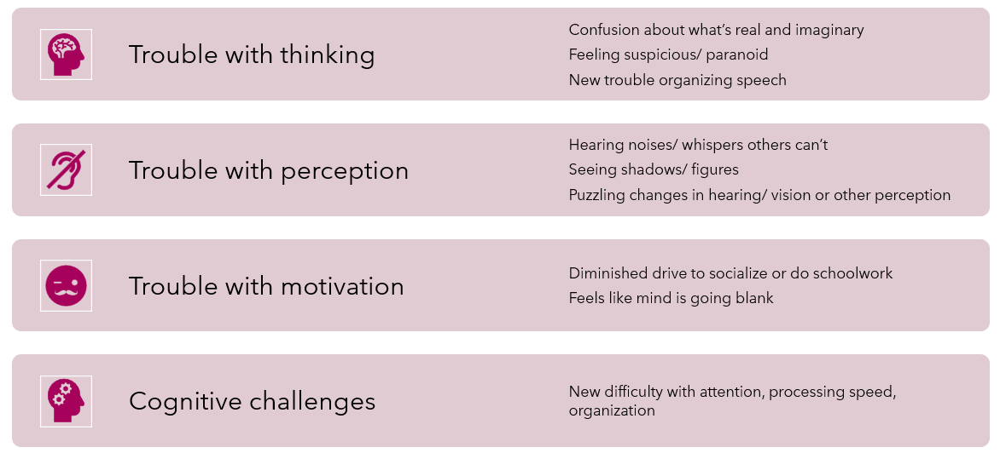 Trouble with thinking
Confusion about what’s real and imaginary
Feeling suspicious/ paranoid
New trouble organizing speech
Trouble with perception
Hearing noises/ whispers others can’t
Seeing shadows/ figures
Puzzling changes in hearing/ vision or other perception
Trouble with motivation
Diminished drive to socialize or do schoolwork
Feels like mind is going blank
Cognitive challenges
New difficulty with attention, processing speed,
organization